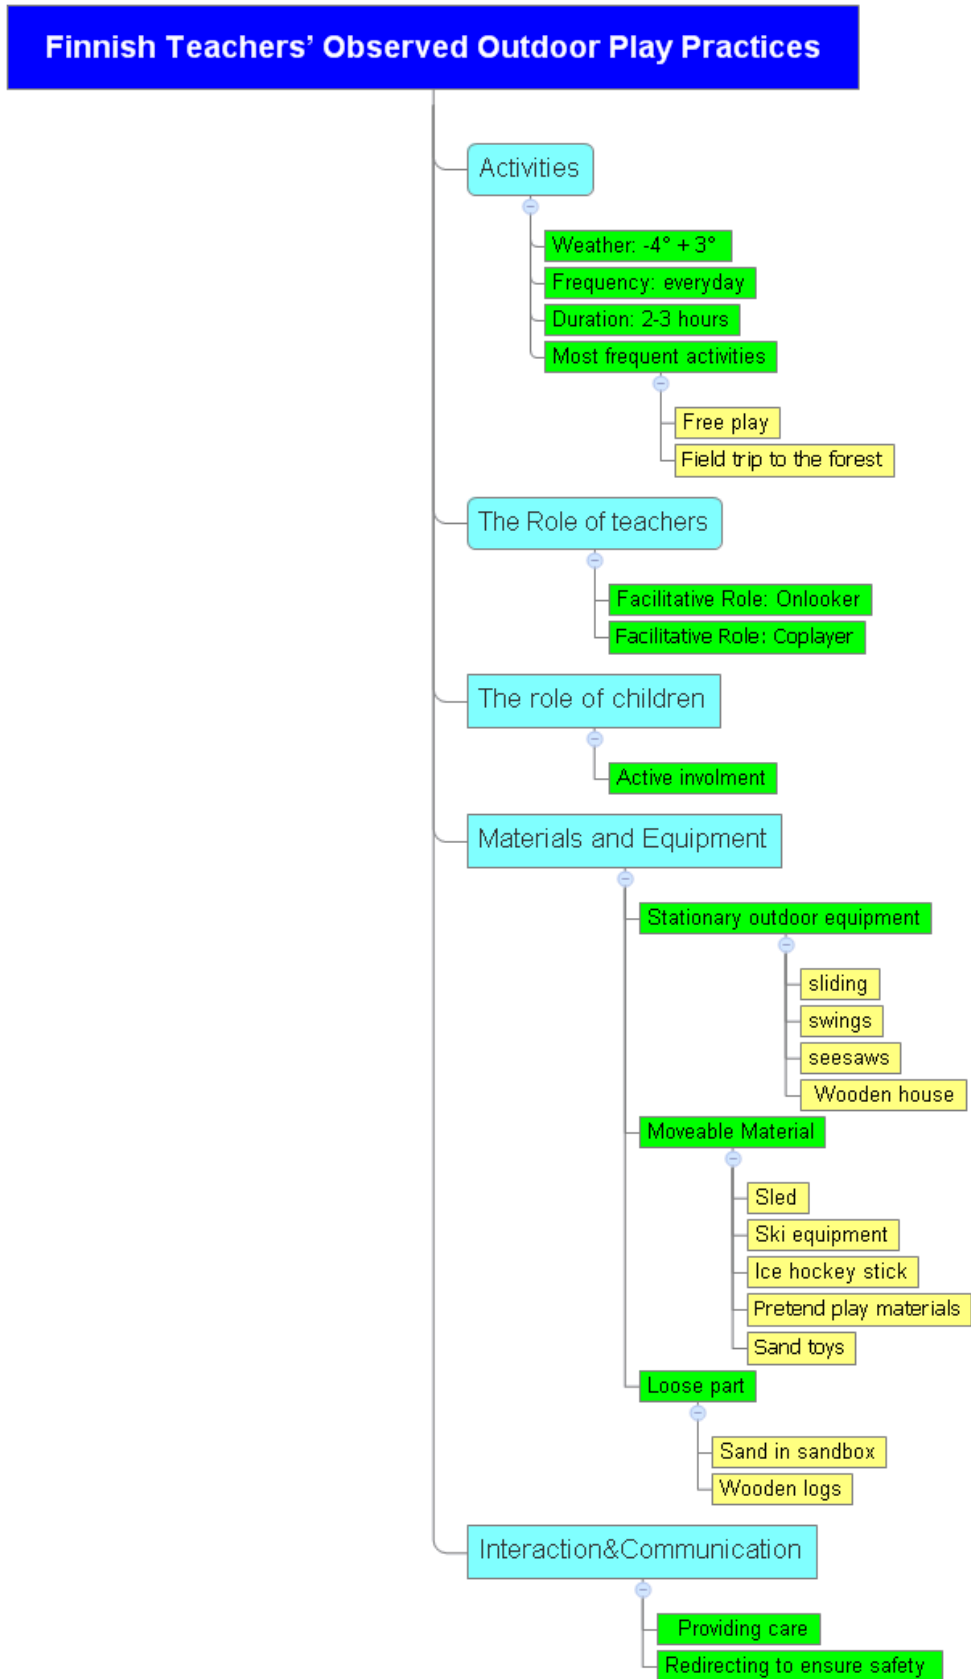 Finnish Teachers’ Observed Outdoor Play Practices
Activities
Weather: -4° + 3°
Frequency: everyday
Duration: 2-3 hours
Most frequent activities
Free play
Field trip to the forest
The Role of teachers
Facilitative Role: Onlooker
Facilitative Role: Coplayer
The role of children
Active involment
Materials and Equipment
Stationary outdoor equipment
sliding
swings
seesaws
Wooden house
Moveable Material
Sled
Ski equipment
Ice hockey stick
Pretend play materials
Sand toys
Loose part
Sand in sandbox
Wooden logs
Interaction&Communication
Providing care
Redirecting to ensure safety